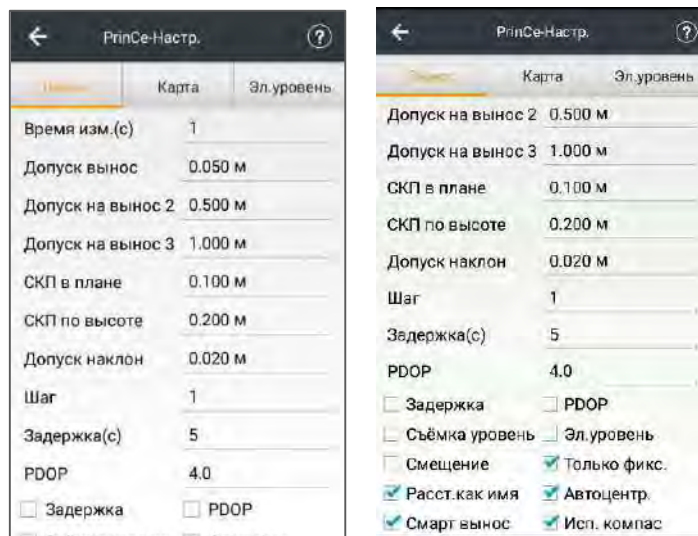 PrinCe-Настр.
Карта Эл.уровень
Время изм.(с) 1
Допуск вынос 0.050 м
Допуск на вынос 2 0.500 м
Допуск на вынос 3 1.000 м
СКП в плане 0.100 м
СКП по высоте 0.200 м
Допуск наклон 0.020 м
Шаг 1
Задержка(с) 5
PDOP 4.0
Задержка PDOP
PrinCe-Настр.
Карта Эл.уровень
Допуск на вынос 2 0.500 м
Допуск на вынос 3 1.000 м
СКП в плане 0.100 м
СКП по высоте 0.200 м
Допуск наклон 0.020 м
Шаг 1
Задержка(с) 5
PDOP 4.0
Задержка PDOP
Съёмка уровень Эл.уровень
Смещение Только фикс.
Расст.как имя Автоцентр.
Смарт вынос Исп. компас